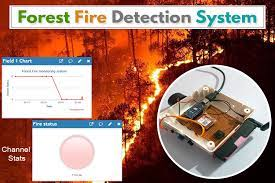 Forest Fire Detection System
Field 1 Chart
Forest Fire monitoring system
Fire status
Channel
Stats